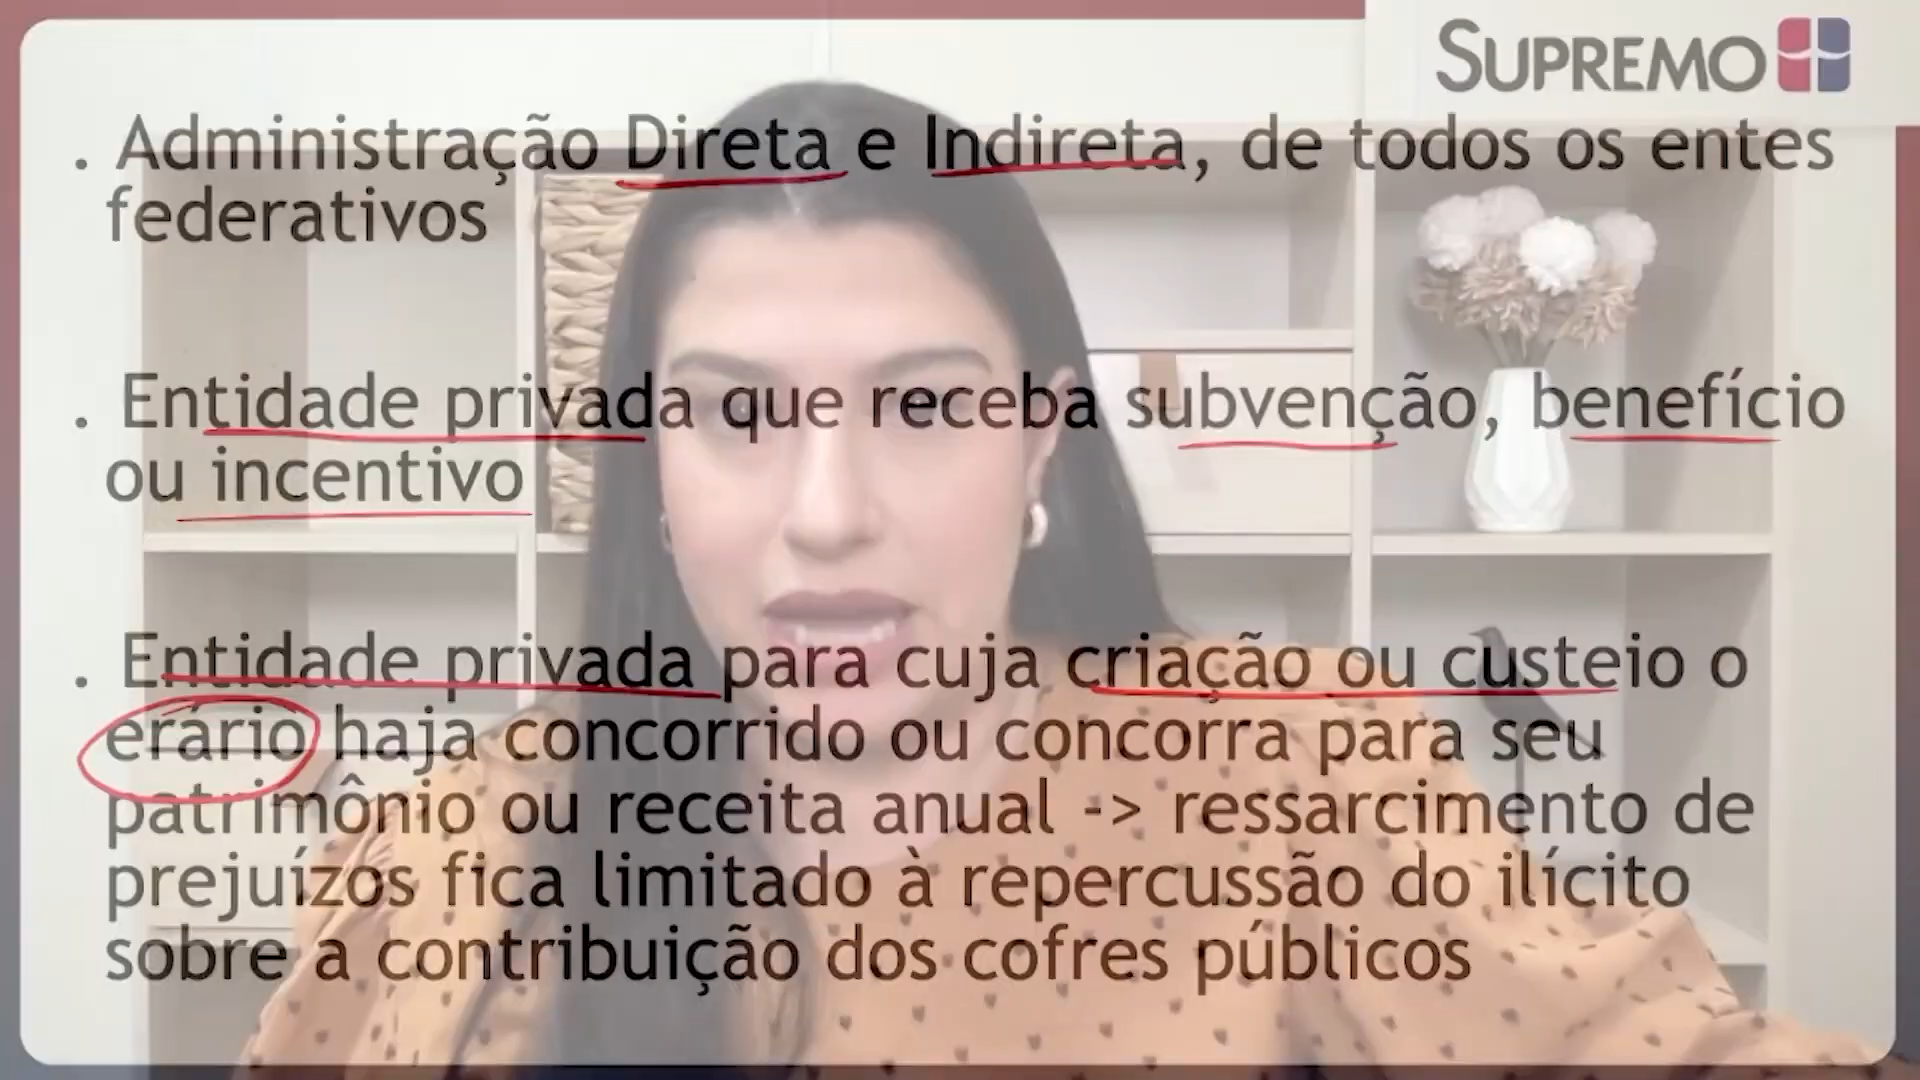 SUPREMO
. Administração Direta e Indireta, de todos os entes
federativos
. Entidade privada que receba subvenção, benefício
ou incentivo
. Entidade privada para cuja criação ou custeio o
erário haja concorrido ou concorra para seu
patrimônio ou receita anual -> ressarcimento de
prejuízos fica limitado à repercussão do ilícito
sobre a contribuição dos cofres públicos